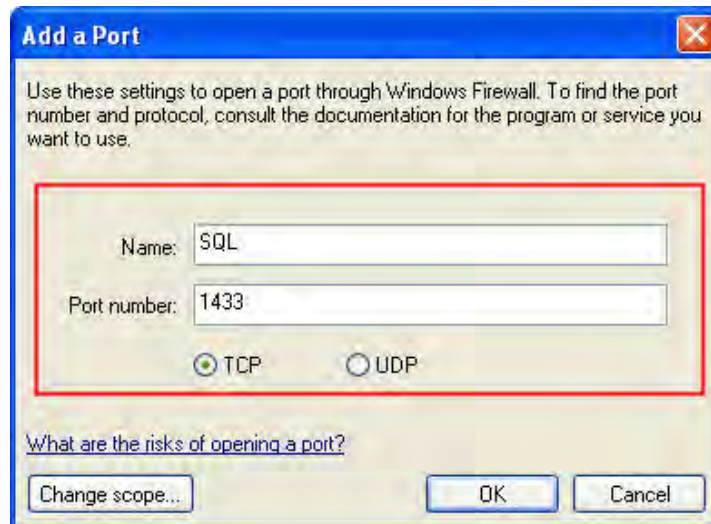 Add a Port
Use these settings to open a port through Windows Firewall. To find the port
number and protocol, consult the documentation for the program or service you
want to use.
Name: SQL
Port number: 1433
TCP UDP
What are the risks of opening a port?
Change scope... OK Cancel